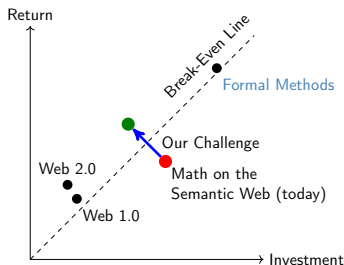 Return
Break-Even Line
Formal Methods
Our Challenge
Math on the
Semantic Web (today)
Web 2.0
Web 1.0
Investment